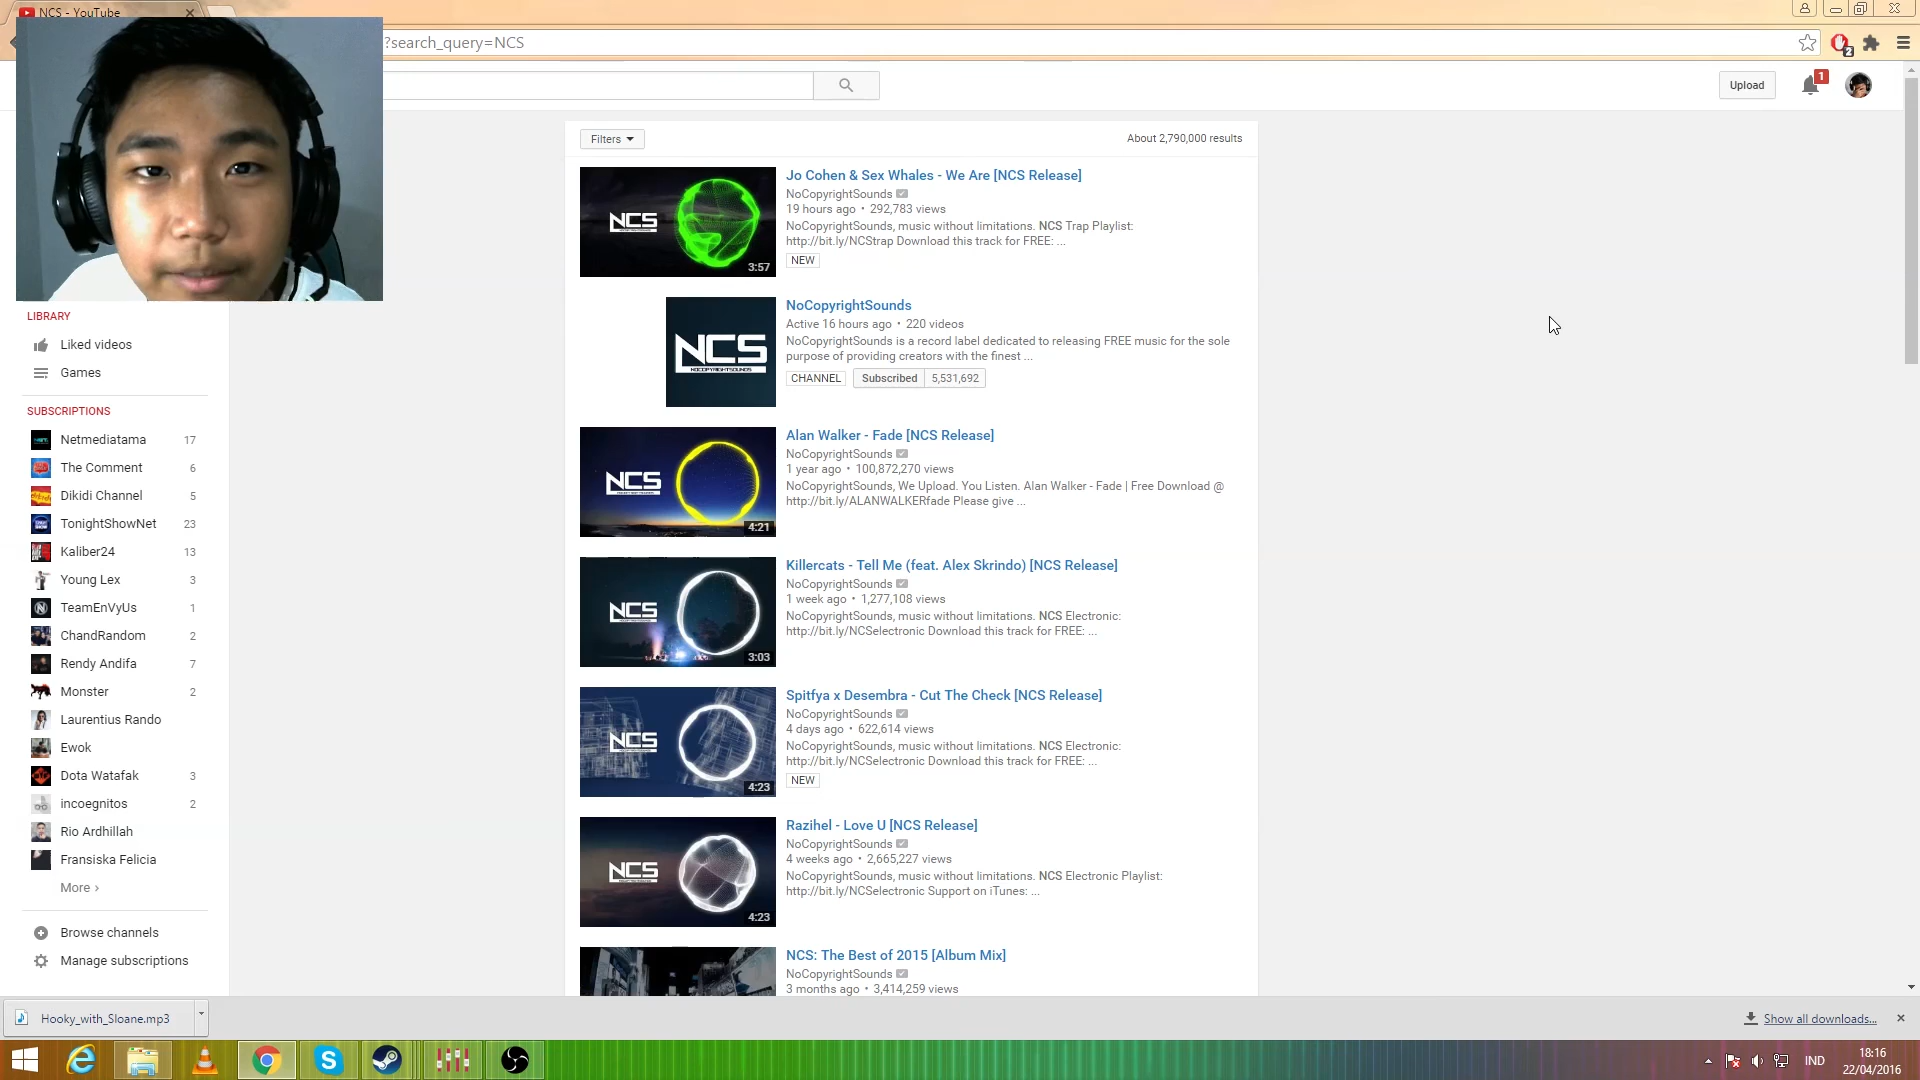 NCS - YouTube
?search_query=NCS
2
Upload
1
Filters
About 2,790,000 results
NCS
3:57
Jo Cohen & Sex Whales - We Are [NCS Release]
NoCopyrightSounds
19 hours ago • 292,783 views
NoCopyrightSounds, music without limitations. NCS Trap Playlist:
http://bit.ly/NCStrap Download this track for FREE: ...
NEW
NCS
NOCOPYRIGHTSOUNDS
NoCopyrightSounds
Active 16 hours ago • 220 videos
NoCopyrightSounds is a record label dedicated to releasing FREE music for the sole
purpose of providing creators with the finest ...
CHANNEL Subscribed 5,531,692
NCS
4:21
Alan Walker - Fade [NCS Release]
NoCopyrightSounds
1 year ago • 100,872,270 views
NoCopyrightSounds, We Upload. You Listen. Alan Walker - Fade | Free Download @
http://bit.ly/ALANWALKERfade Please give ...
NCS
3:03
Killercats - Tell Me (feat. Alex Skrindo) [NCS Release]
NoCopyrightSounds
1 week ago • 1,277,108 views
NoCopyrightSounds, music without limitations. NCS Electronic:
http://bit.ly/NCSelectronic Download this track for FREE: ...
NCS
4:23
Spitfya x Desembra - Cut The Check [NCS Release]
NoCopyrightSounds
4 days ago • 622,614 views
NoCopyrightSounds, music without limitations. NCS Electronic:
http://bit.ly/NCSelectronic Download this track for FREE: ...
NEW
NCS
4:23
Razihel - Love U [NCS Release]
NoCopyrightSounds
4 weeks ago • 2,665,227 views
NoCopyrightSounds, music without limitations. NCS Electronic Playlist:
http://bit.ly/NCSelectronic Support on iTunes: ...
NCS: The Best of 2015 [Album Mix]
NoCopyrightSounds
3 months ago • 3,414,259 views
LIBRARY
Liked videos
Games
SUBSCRIPTIONS
Netmediatama 17
The Comment 6
Dikidi Channel 5
TonightShowNet 23
Kaliber24 13
Young Lex 3
TeamEnVyUs 1
ChandRandom 2
Rendy Andifa 7
Monster 2
Laurentius Rando
Ewok
Dota Watafak 3
incoegnitos 2
Rio Ardhillah
Fransiska Felicia
More ›
Browse channels
Manage subscriptions
Hooky_with_Sloane.mp3
Show all downloads...
IND
18:16
22/04/2016